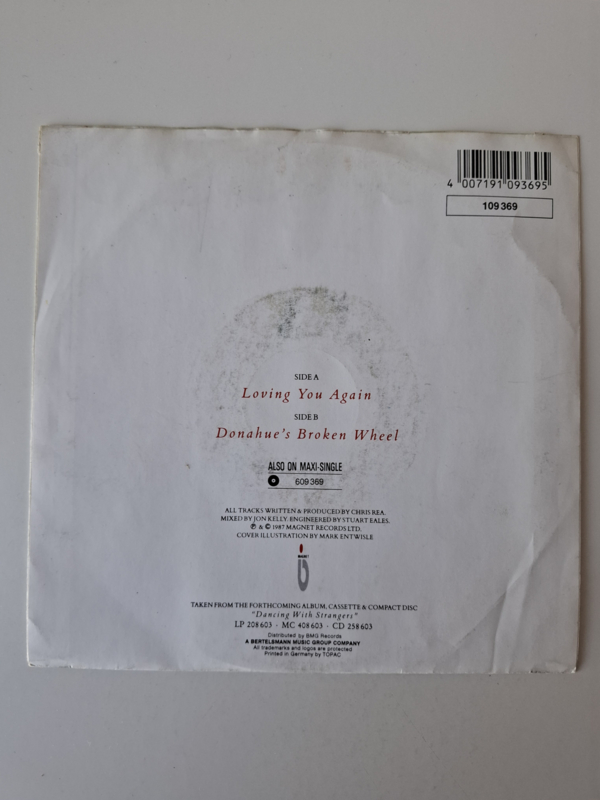 4 007191 093695
109 369
SIDE A
Loving You Again
SIDE B
Donahue's Broken Wheel
ALSO ON MAXI-SINGLE
609 369
ALL TRACKS WRITTEN & PRODUCED BY CHRIS REA.
MIXED BY JON KELLY. ENGINEERED BY STUART EALES.
℗ & © 1987 MAGNET RECORDS LTD.
COVER ILLUSTRATION BY MARK ENTWISLE
MAGNET
TAKEN FROM THE FORTHCOMING ALBUM, CASSETTE & COMPACT DISC
"Dancing With Strangers"
LP 208 603 · MC 408 603 · CD 258 603
Distributed by BMG Records
A BERTELSMANN MUSIC GROUP COMPANY
All trademarks and logos are protected
Printed in Germany by TOPAC